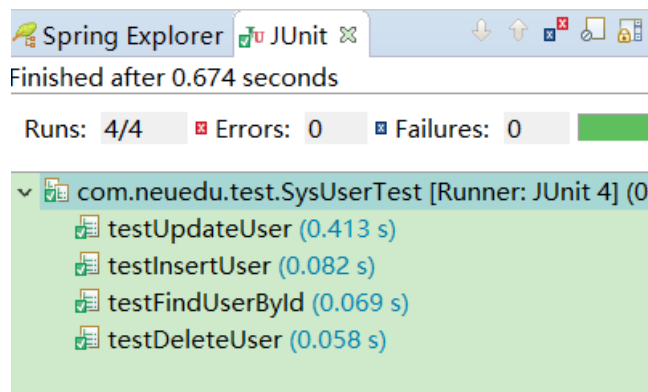 Spring Explorer JUnit
Finished after 0.674 seconds
Runs: 4/4 Errors: 0 Failures: 0
com.neuedu.test.SysUserTest [Runner: JUnit 4] (0
testUpdateUser (0.413 s)
testInsertUser (0.082 s)
testFindUserById (0.069 s)
testDeleteUser (0.058 s)